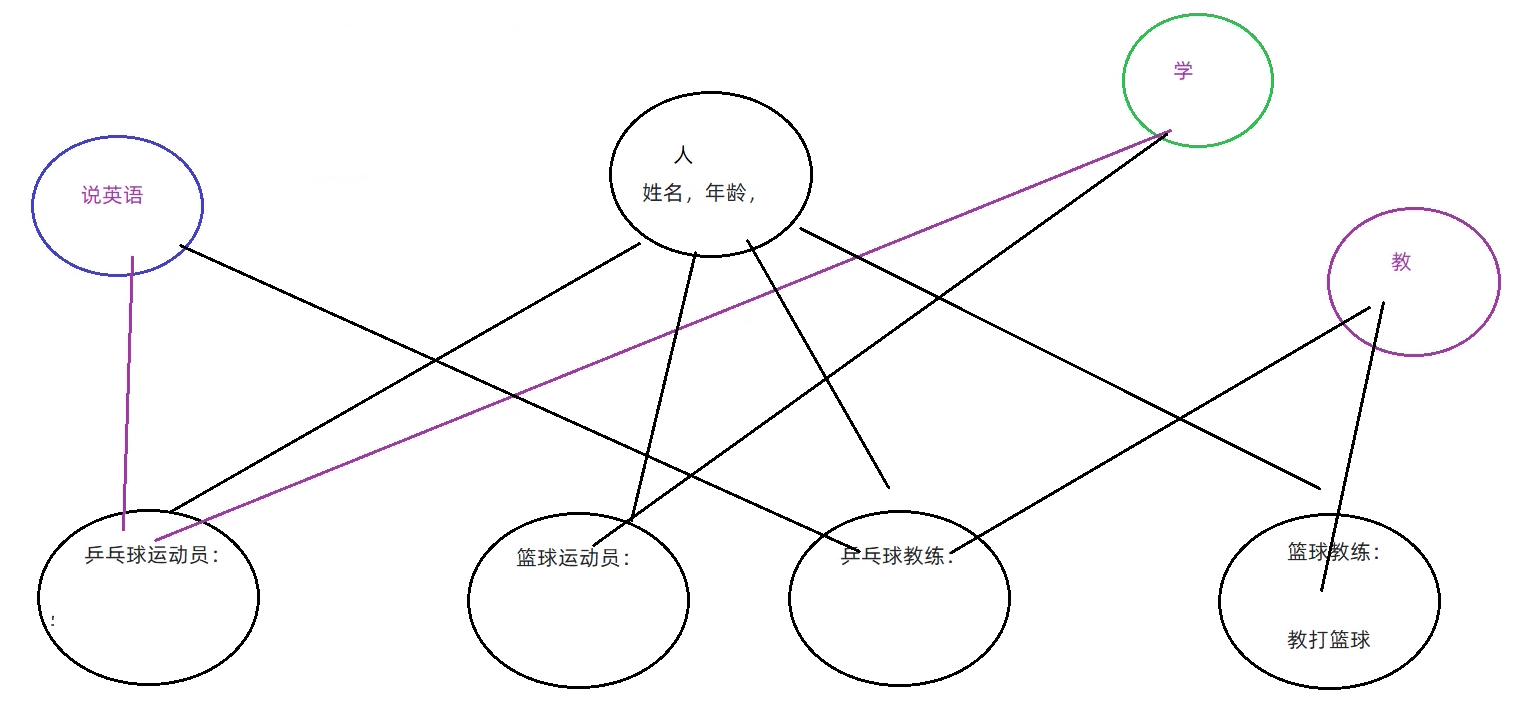 学
人
姓名，年龄，
说英语
教
乒乓球运动员：
篮球运动员：
乒乓球教练：
篮球教练：
教打篮球